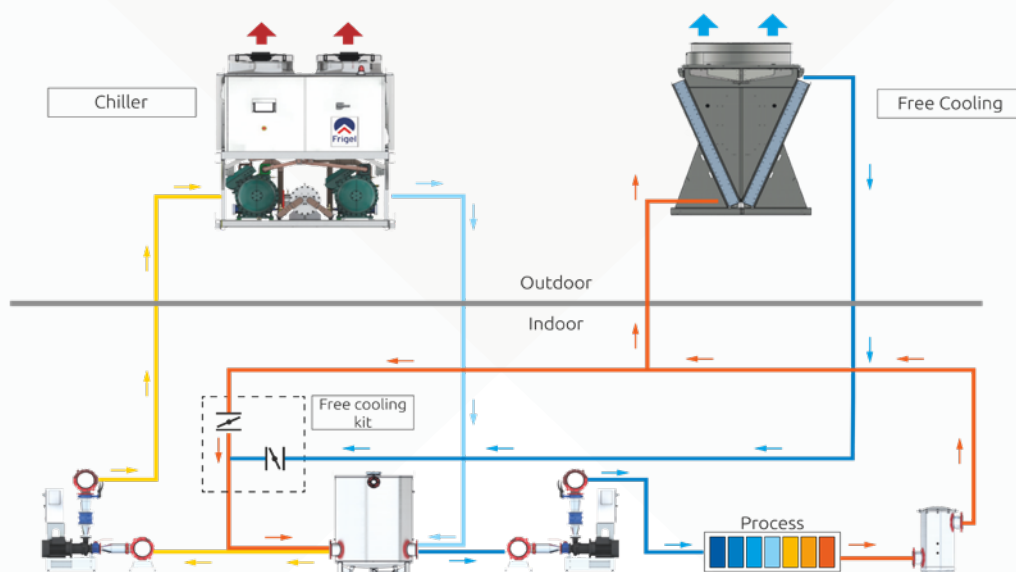 Chiller
Frigel
Free Cooling
Outdoor
Indoor
Free cooling
kit
Process